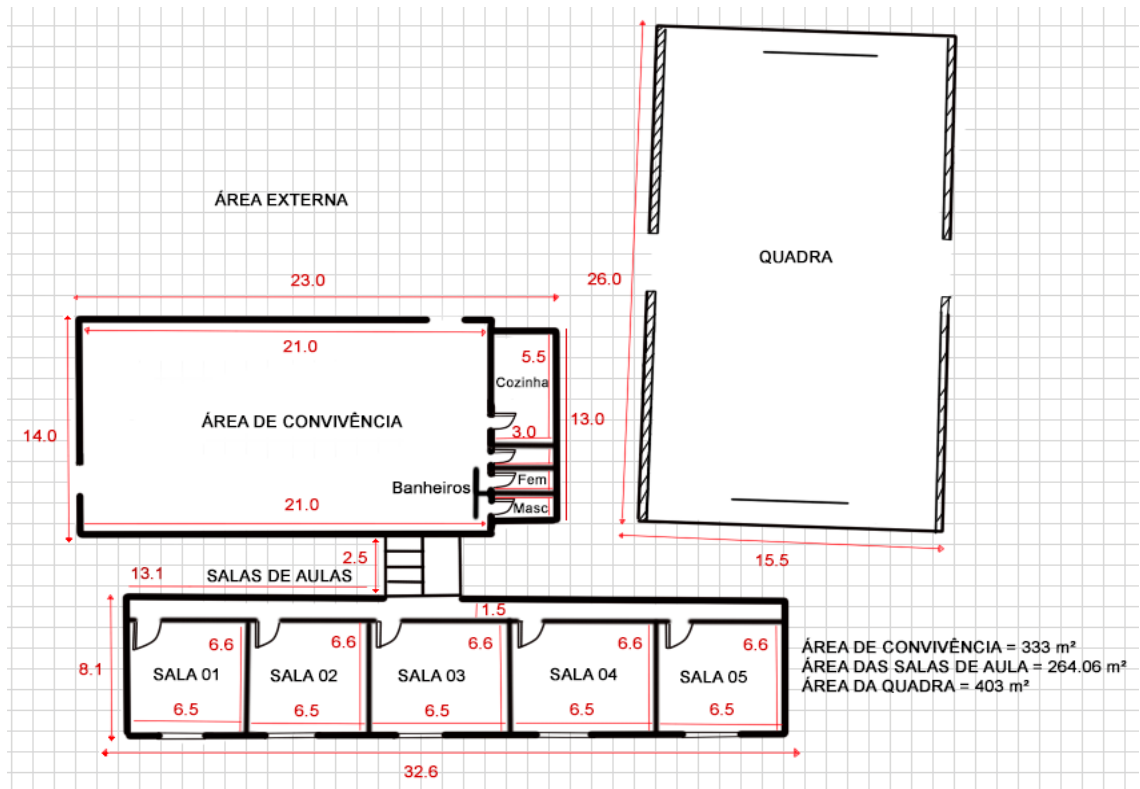 ÁREA EXTERNA
23.0
26.0
QUADRA
21.0
5.5
Cozinha
14.0
ÁREA DE CONVIVÊNCIA
13.0
3.0
Banheiros
Fem
Masc
21.0
2.5
15.5
13.1
SALAS DE AULAS
1.5
8.1
6.6
6.6
6.6
6.6
6.6
SALA 01
SALA 02
SALA 03
SALA 04
SALA 05
6.5
6.5
6.5
6.5
6.5
32.6
ÁREA DE CONVIVÊNCIA = 333 m²
ÁREA DAS SALAS DE AULA = 264.06 m²
ÁREA DA QUADRA = 403 m²